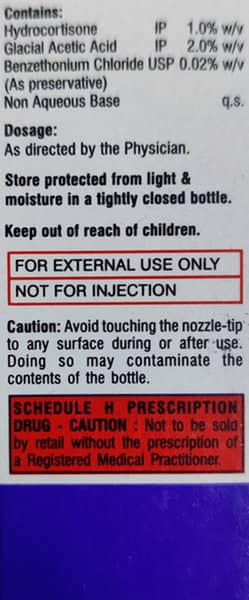 Contains:
Hydrocortisone IP 1.0% w/v
Glacial Acetic Acid IP 2.0% w/v
Benzethonium Chloride USP 0.02% w/v
(As preservative)
Non Aqueous Base q.s.
Dosage:
As directed by the Physician.
Store protected from light &
moisture in a tightly closed bottle.
Keep out of reach of children.
FOR EXTERNAL USE ONLY
NOT FOR INJECTION
Caution: Avoid touching the nozzle-tip
to any surface during or after use.
Doing so may contaminate the
contents of the bottle.
SCHEDULE H PRESCRIPTION
DRUG - CAUTION : Not to be sold
by retail without the prescription of
a Registered Medical Practitioner.